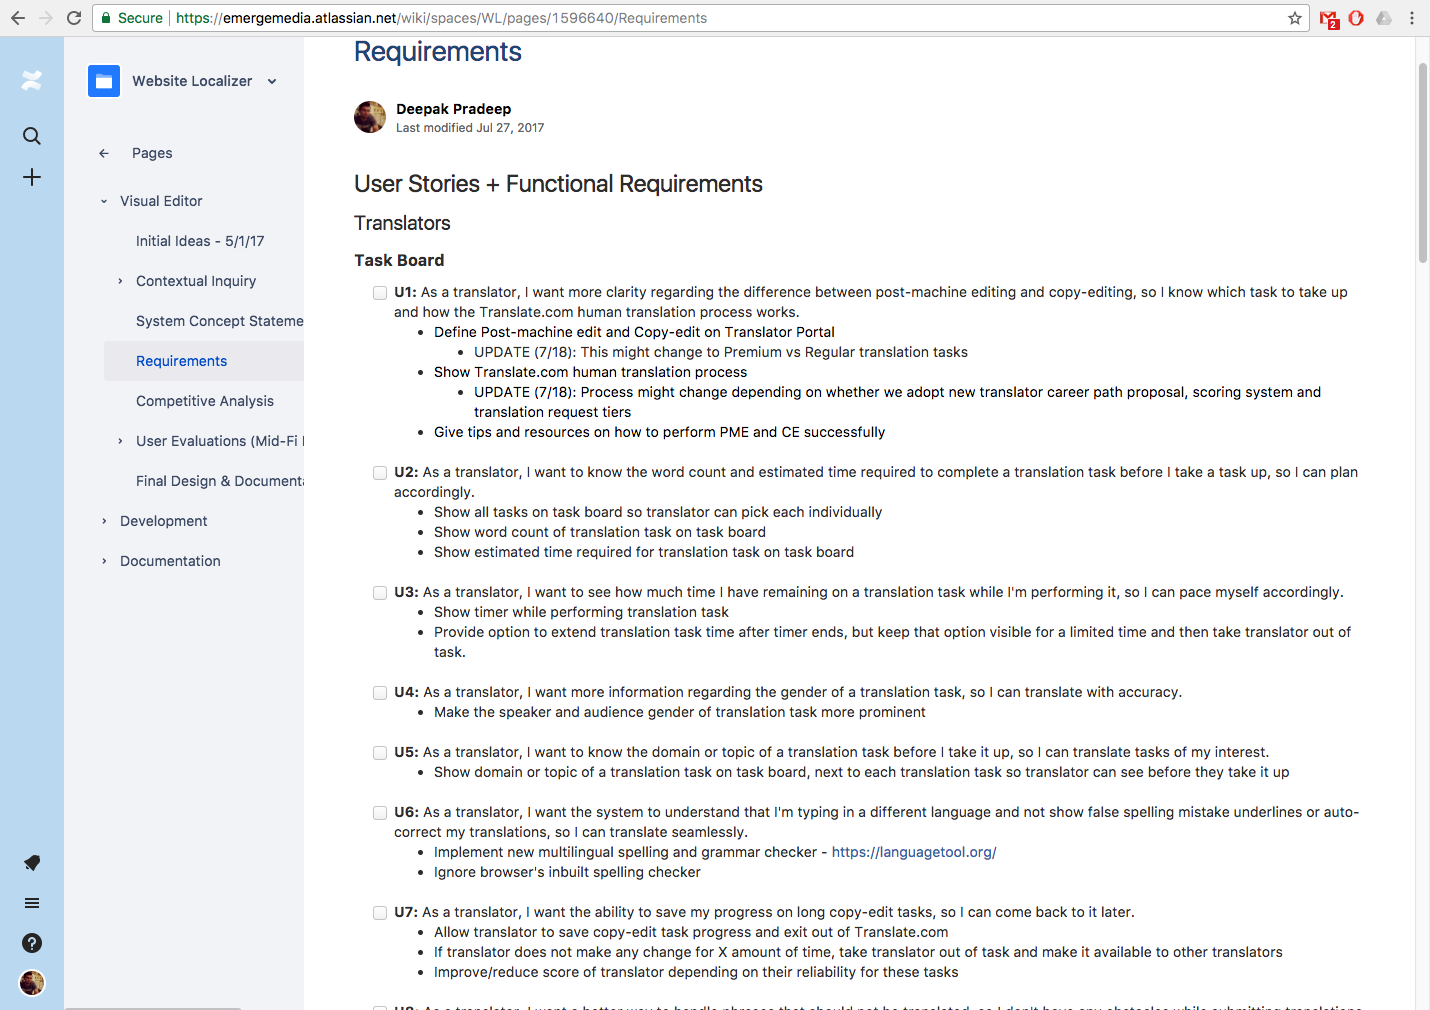 Secure | https://emergemedia.atlassian.net/wiki/spaces/WL/pages/1596640/Requirements
2
Website Localizer
Pages
Visual Editor
Initial Ideas - 5/1/17
Contextual Inquiry
System Concept Stateme
Requirements
Competitive Analysis
User Evaluations (Mid-Fi
Final Design & Documenta
Development
Documentation
Requirements
Deepak Pradeep
Last modified Jul 27, 2017
User Stories + Functional Requirements
Translators
Task Board
U1: As a translator, I want more clarity regarding the difference between post-machine editing and copy-editing, so I know which task to take up
and how the Translate.com human translation process works.
• Define Post-machine edit and Copy-edit on Translator Portal
• UPDATE (7/18): This might change to Premium vs Regular translation tasks
• Show Translate.com human translation process
• UPDATE (7/18): Process might change depending on whether we adopt new translator career path proposal, scoring system and
translation request tiers
• Give tips and resources on how to perform PME and CE successfully
U2: As a translator, I want to know the word count and estimated time required to complete a translation task before I take a task up, so I can plan
accordingly.
• Show all tasks on task board so translator can pick each individually
• Show word count of translation task on task board
• Show estimated time required for translation task on task board
U3: As a translator, I want to see how much time I have remaining on a translation task while I'm performing it, so I can pace myself accordingly.
• Show timer while performing translation task
• Provide option to extend translation task time after timer ends, but keep that option visible for a limited time and then take translator out of
task.
U4: As a translator, I want more information regarding the gender of a translation task, so I can translate with accuracy.
• Make the speaker and audience gender of translation task more prominent
U5: As a translator, I want to know the domain or topic of a translation task before I take it up, so I can translate tasks of my interest.
• Show domain or topic of a translation task on task board, next to each translation task so translator can see before they take it up
U6: As a translator, I want the system to understand that I'm typing in a different language and not show false spelling mistake underlines or auto-
correct my translations, so I can translate seamlessly.
• Implement new multilingual spelling and grammar checker - https://languagetool.org/
• Ignore browser's inbuilt spelling checker
U7: As a translator, I want the ability to save my progress on long copy-edit tasks, so I can come back to it later.
• Allow translator to save copy-edit task progress and exit out of Translate.com
• If translator does not make any change for X amount of time, take translator out of task and make it available to other translators
• Improve/reduce score of translator depending on their reliability for these tasks